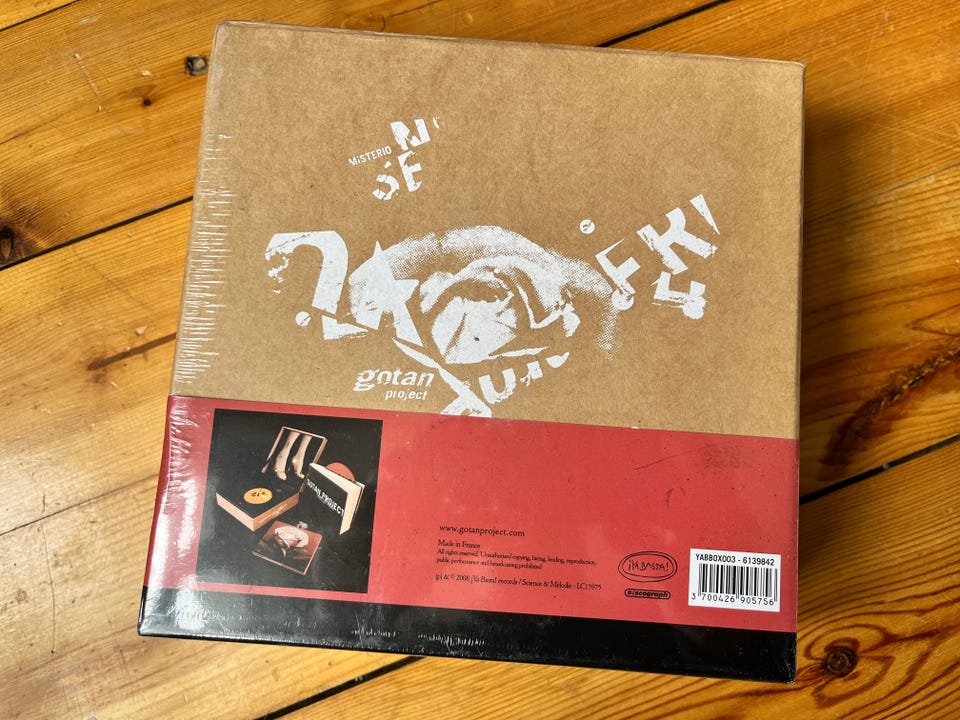 MiSTERIO
gotan
project
GOTAN PROJECT
www.gotanproject.com
Made in France
All rights reserved. Unauthorised copying, hiring, lending, reproduction,
public performance and broadcasting prohibited
(p) & © 2008 ¡Ya Basta! records / Science & Mélodie - LC15975
¡YA BASTA!
discograph
YABBOX003 - 6139842
3 700426 905756